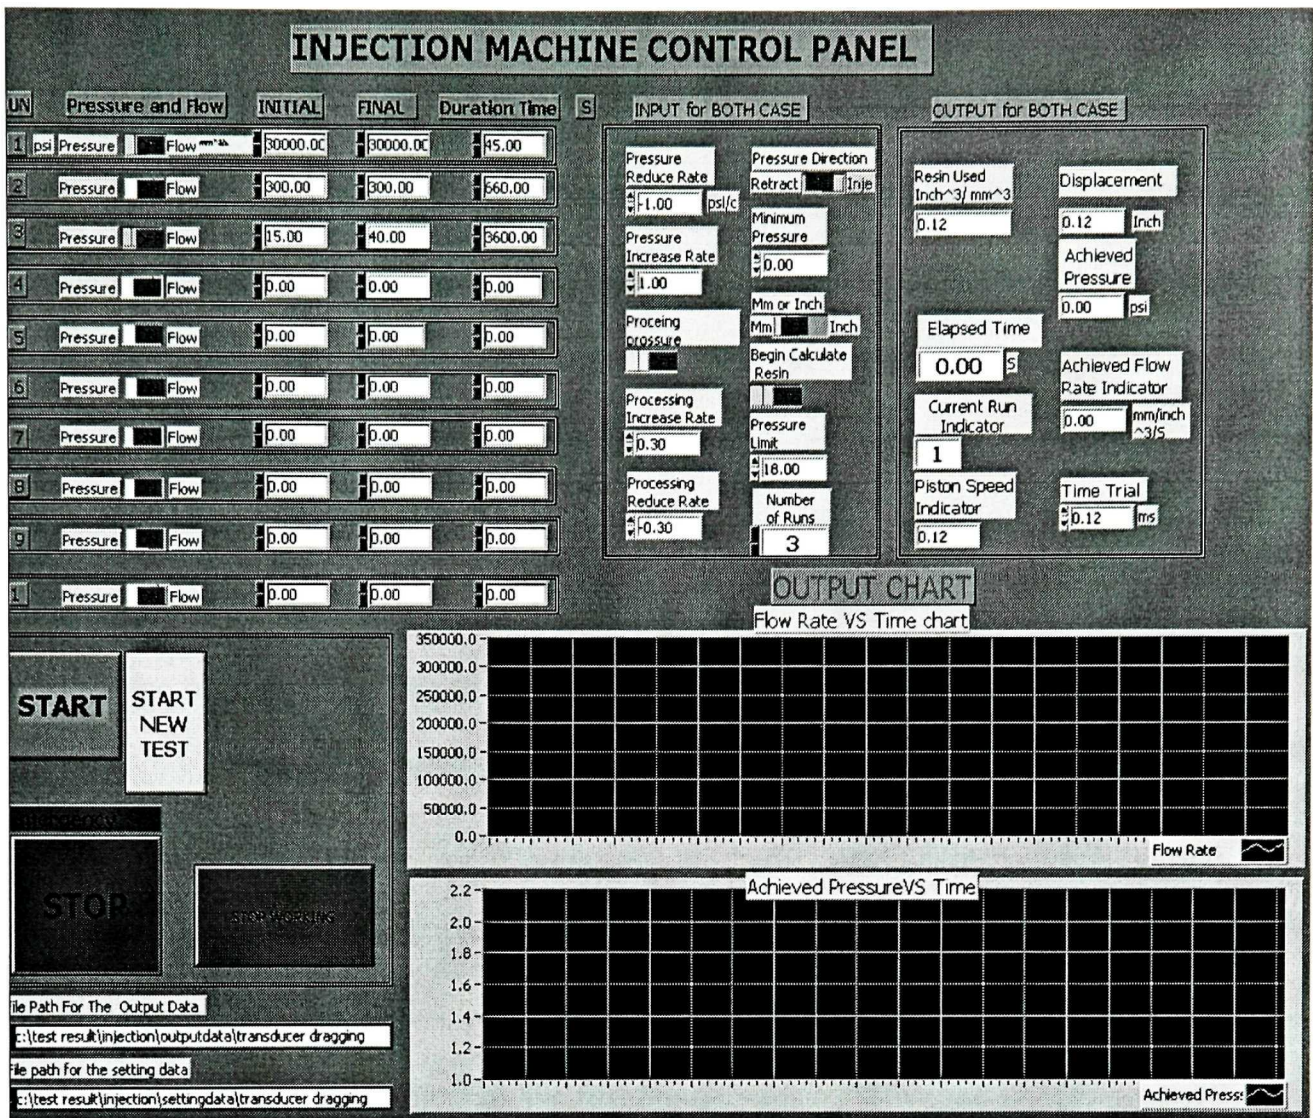 INJECTION MACHINE CONTROL PANEL
UN Pressure and Flow INITIAL FINAL Duration Time S
1 psi Pressure Flow 30000.00 30000.00 45.00
2 Pressure Flow 300.00 300.00 660.00
3 Pressure Flow 15.00 40.00 3600.00
4 Pressure Flow 0.00 0.00 0.00
5 Pressure Flow 0.00 0.00 0.00
6 Pressure Flow 0.00 0.00 0.00
7 Pressure Flow 0.00 0.00 0.00
8 Pressure Flow 0.00 0.00 0.00
9 Pressure Flow 0.00 0.00 0.00
1 Pressure Flow 0.00 0.00 0.00
INPUT for BOTH CASE
Pressure
Reduce Rate
-1.00 psi/c
Pressure
Increase Rate
1.00
Proceing
prossure
Processing
Increase Rate
0.30
Processing
Reduce Rate
-0.30
Pressure Direction
Retract Inje
Minimum
Pressure
0.00
Mm or Inch
Mm Inch
Begin Calculate
Resin
Pressure
Limit
18.00
Number
of Runs
3
OUTPUT for BOTH CASE
Resin Used
Inch^3/ mm^3
0.12
Elapsed Time
0.00 S
Current Run
Indicator
1
Piston Speed
Indicator
0.12
Displacement
0.12 Inch
Achieved
Pressure
0.00 psi
Achieved Flow
Rate Indicator
0.00 mm/inch
^3/S
Time Trial
0.12 ms
START
START
NEW
TEST
Emergency
STOP
STOP WORKING
File Path For The Output Data
c:\test result\injection\outputdata\transducer dragging
File path for the setting data
c:\test result\injection\settingdata\transducer dragging
OUTPUT CHART
Flow Rate VS Time chart
350000.0
300000.0
250000.0
200000.0
150000.0
100000.0
50000.0
0.0
Flow Rate
Achieved PressureVS Time
2.2
2.0
1.8
1.6
1.4
1.2
1.0
Achieved Press